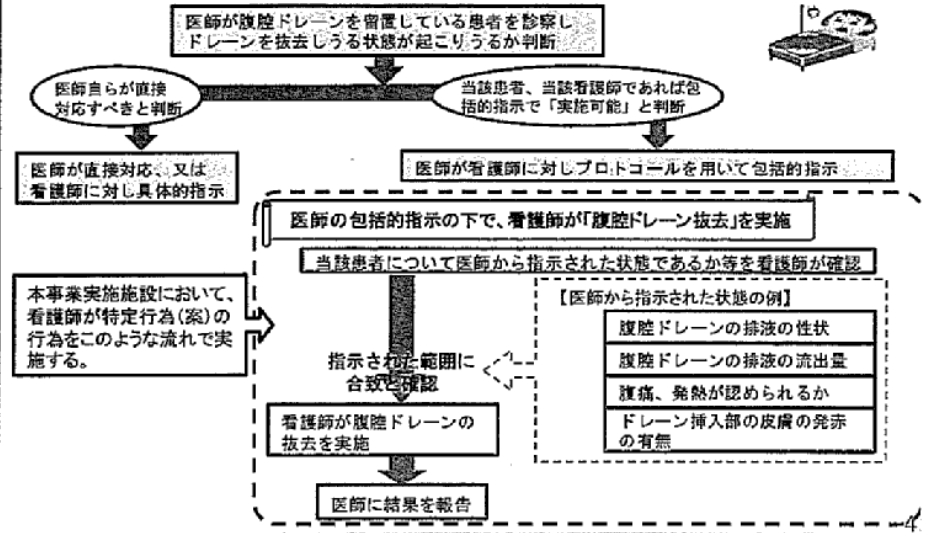 医師が腹腔ドレーンを留置している患者を診察し
ドレーンを抜去しうる状態が起こりうるか判断
医師自らが直接
対応すべきと判断
当該患者、当該看護師であれば包
括的指示で「実施可能」と判断
医師が直接対応、又は
看護師に対し具体的指示
医師が看護師に対しプロトコールを用いて包括的指示
医師の包括的指示の下で、看護師が「腹腔ドレーン抜去」を実施
当該患者について医師から指示された状態であるか等を看護師が確認
本事業実施施設において、
看護師が特定行為(案)の
行為をこのような流れで実
施する。
【医師から指示された状態の例】
腹腔ドレーンの排液の性状
腹腔ドレーンの排液の流出量
腹痛、発熱が認められるか
ドレーン挿入部の皮膚の発赤
の有無
指示された範囲に
合致と確認
看護師が腹腔ドレーンの
抜去を実施
医師に結果を報告
4